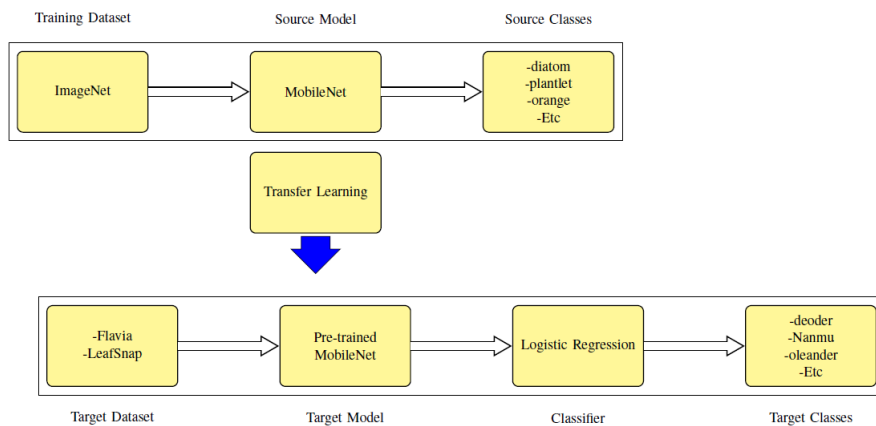 Training Dataset
Source Model
Source Classes
ImageNet
MobileNet
-diatom
-plantlet
-orange
-Etc
Transfer Learning
-Flavia
-LeafSnap
Pre-trained
MobileNet
Logistic Regression
-deoder
-Nanmu
-oleander
-Etc
Target Dataset
Target Model
Classifier
Target Classes